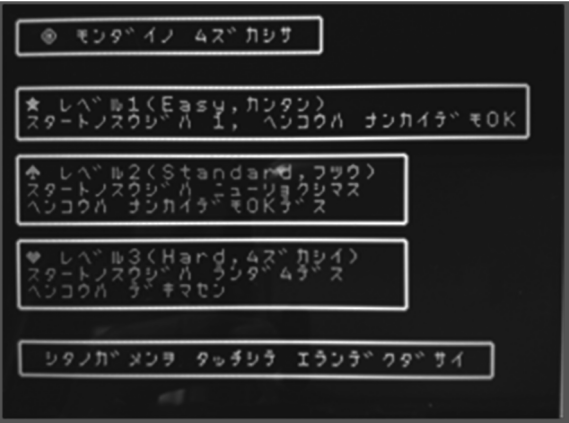 ◈ モンダイノ ムズカシサ
★ レベル1(Easy,カンタン)
スタートノスウジハ 1, ヘンコウハ ナンカイデモOK
♠ レベル2(Standard,フツウ)
スタートノスウジハ ニューリョクシマス
ヘンコウハ ナンカイデモOKデス
♥ レベル3(Hard,ムズカシイ)
スタートノスウジハ ランダムデス
ヘンコウハ デキマセン
シタノガメンヲ タッチシテ エランデクダサイ